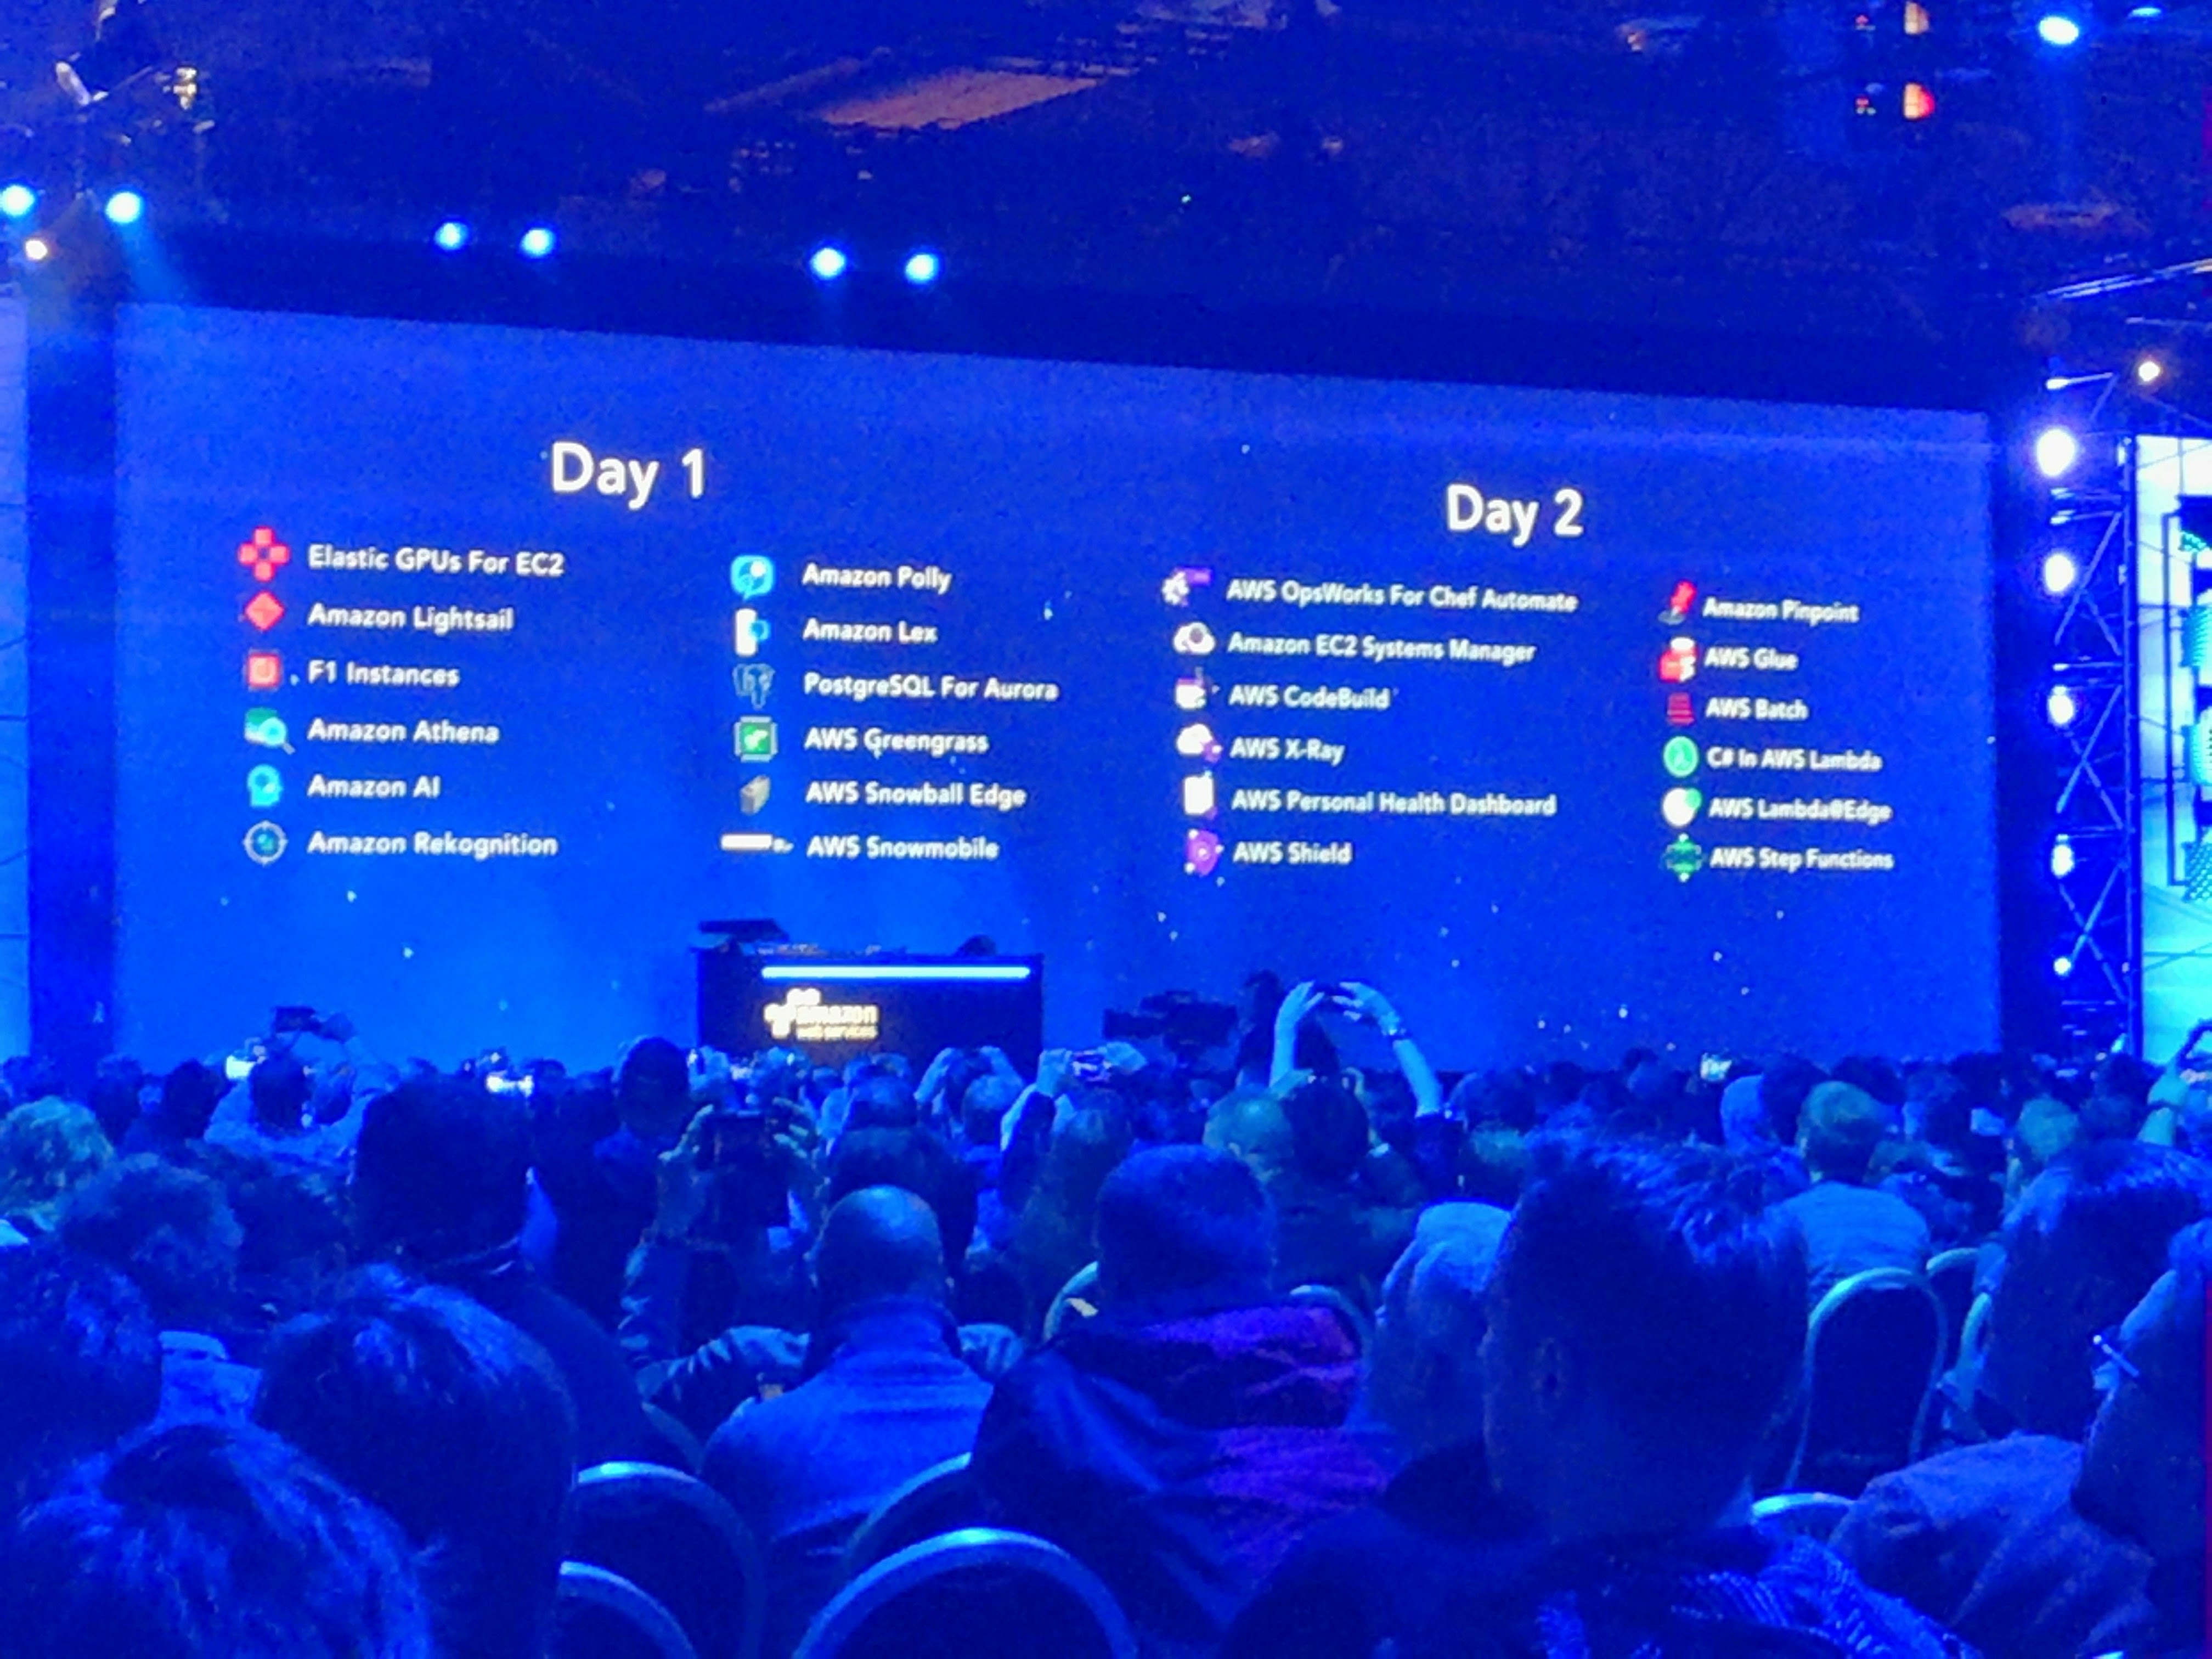 Day 1
Elastic GPUs For EC2
Amazon Lightsail
F1 Instances
Amazon Athena
Amazon AI
Amazon Rekognition
Amazon Polly
Amazon Lex
PostgreSQL For Aurora
AWS Greengrass
AWS Snowball Edge
AWS Snowmobile
Day 2
AWS OpsWorks For Chef Automate
Amazon EC2 Systems Manager
AWS CodeBuild
AWS X-Ray
AWS Personal Health Dashboard
AWS Shield
Amazon Pinpoint
AWS Glue
AWS Batch
C# In AWS Lambda
AWS Lambda@Edge
AWS Step Functions
amazon
web services